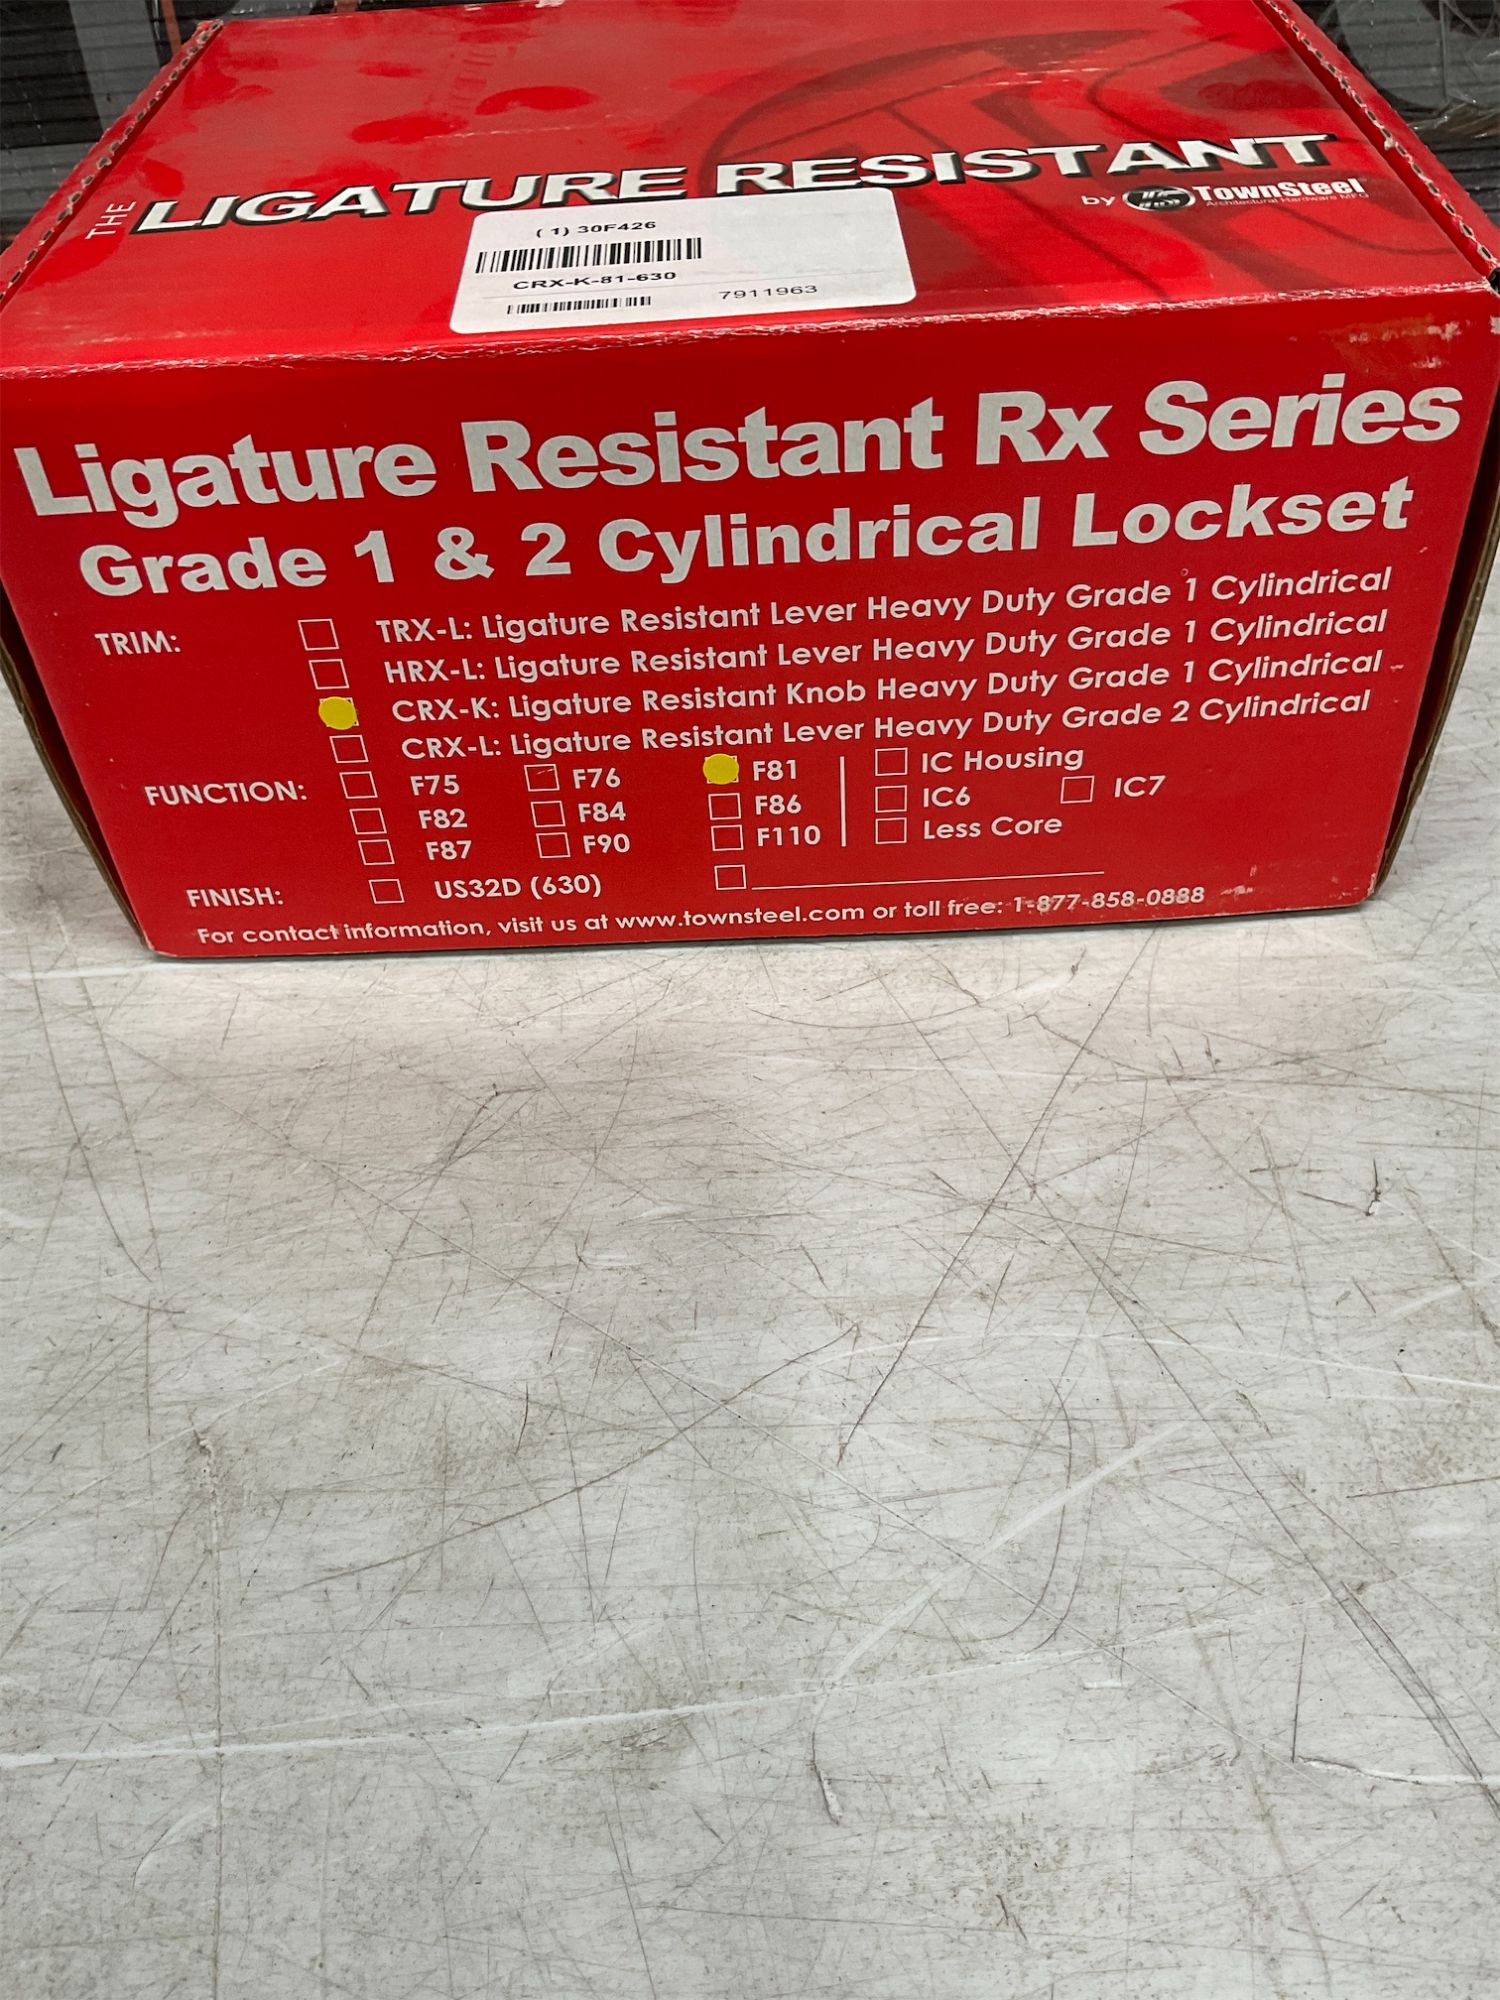 THE LIGATURE RESISTANT
by TS TownSteel
Architectural Hardware MFG
(1) 30F426
CRX-K-81-630
7911963
Ligature Resistant Rx Series
Grade 1 & 2 Cylindrical Lockset
TRIM: TRX-L: Ligature Resistant Lever Heavy Duty Grade 1 Cylindrical
HRX-L: Ligature Resistant Lever Heavy Duty Grade 1 Cylindrical
CRX-K: Ligature Resistant Knob Heavy Duty Grade 1 Cylindrical
CRX-L: Ligature Resistant Lever Heavy Duty Grade 2 Cylindrical
FUNCTION: F75 F76 F81 IC Housing
F82 F84 F86 IC6 IC7
F87 F90 F110 Less Core
FINISH: US32D (630)
For contact information, visit us at www.townsteel.com or toll free: 1-877-858-0888